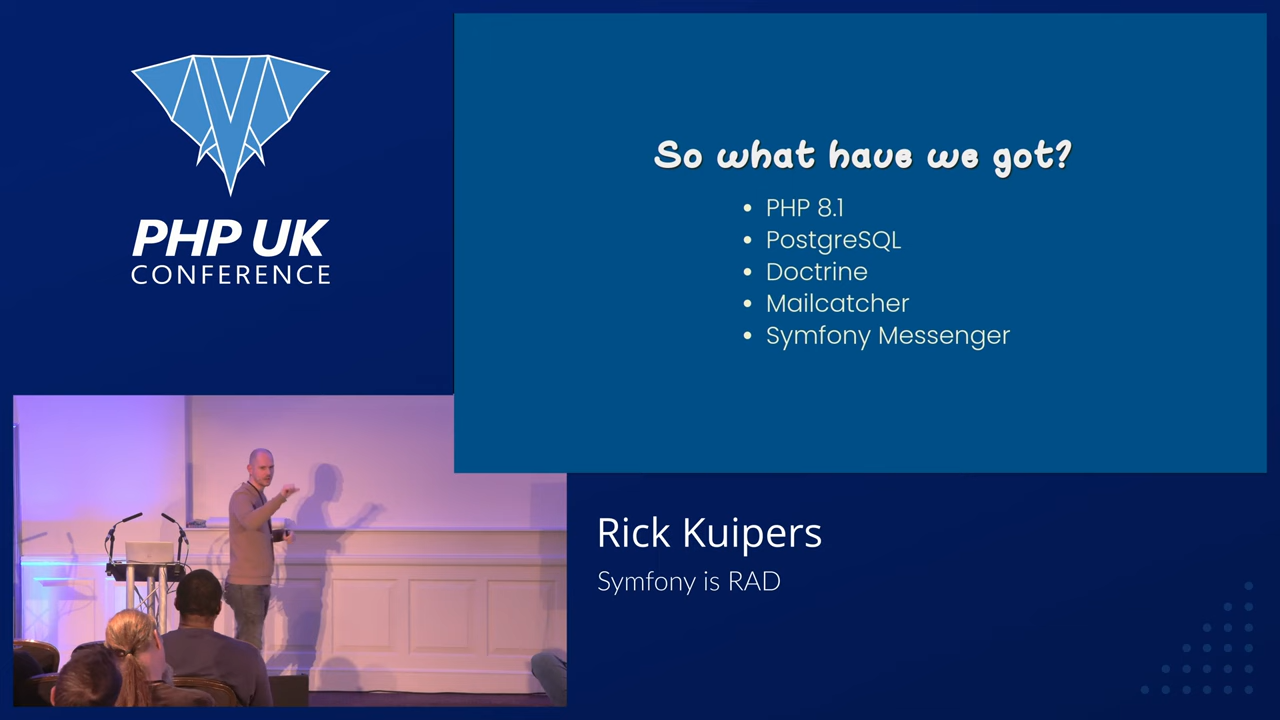 PHP UK
CONFERENCE
So what have we got?
• PHP 8.1
• PostgreSQL
• Doctrine
• Mailcatcher
• Symfony Messenger
Rick Kuipers
Symfony is RAD